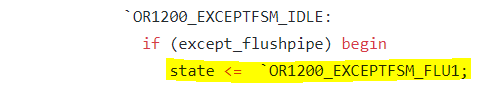 `OR1200_EXCEPTFSM_IDLE:
if (except_flushpipe) begin
state <= `OR1200_EXCEPTFSM_FLU1;